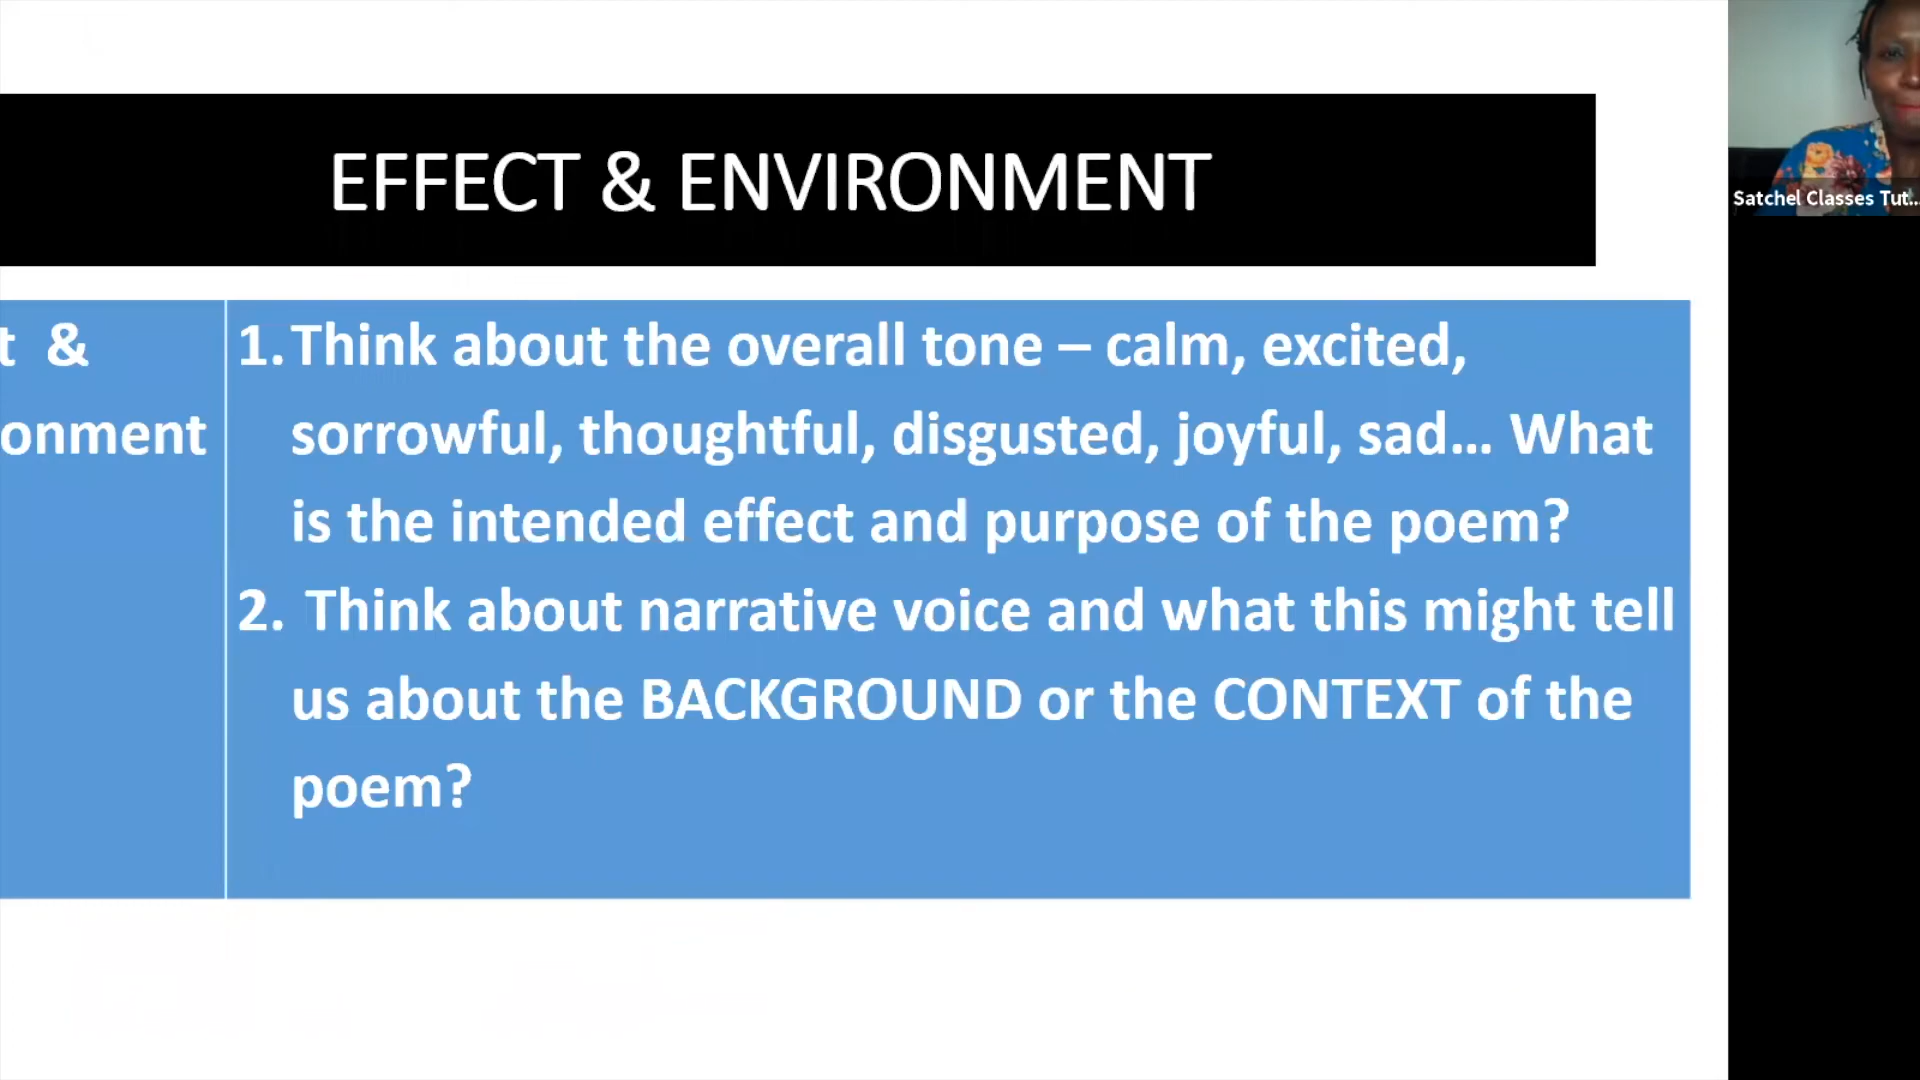 EFFECT & ENVIRONMENT
Satchel Classes Tut...
t &
onment
1. Think about the overall tone – calm, excited,
sorrowful, thoughtful, disgusted, joyful, sad... What
is the intended effect and purpose of the poem?
2. Think about narrative voice and what this might tell
us about the BACKGROUND or the CONTEXT of the
poem?